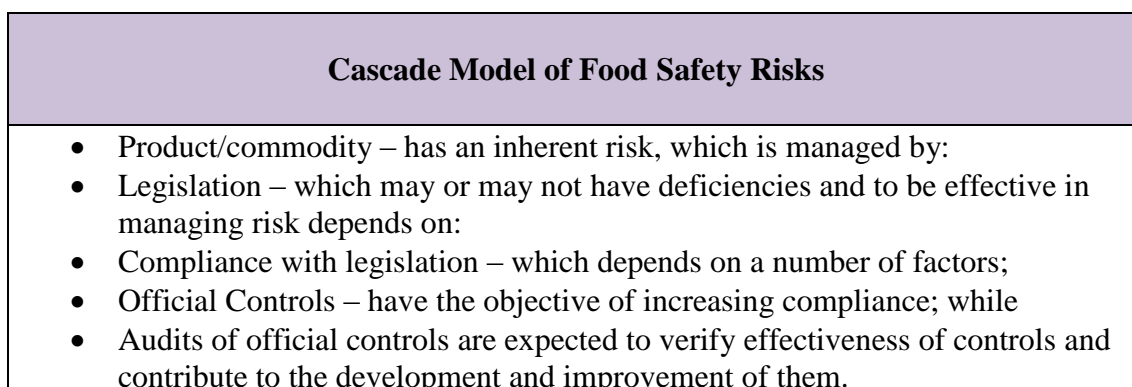 Cascade Model of Food Safety Risks
• Product/commodity – has an inherent risk, which is managed by:
• Legislation – which may or may not have deficiencies and to be effective in
managing risk depends on:
• Compliance with legislation – which depends on a number of factors;
• Official Controls – have the objective of increasing compliance; while
• Audits of official controls are expected to verify effectiveness of controls and
contribute to the development and improvement of them.